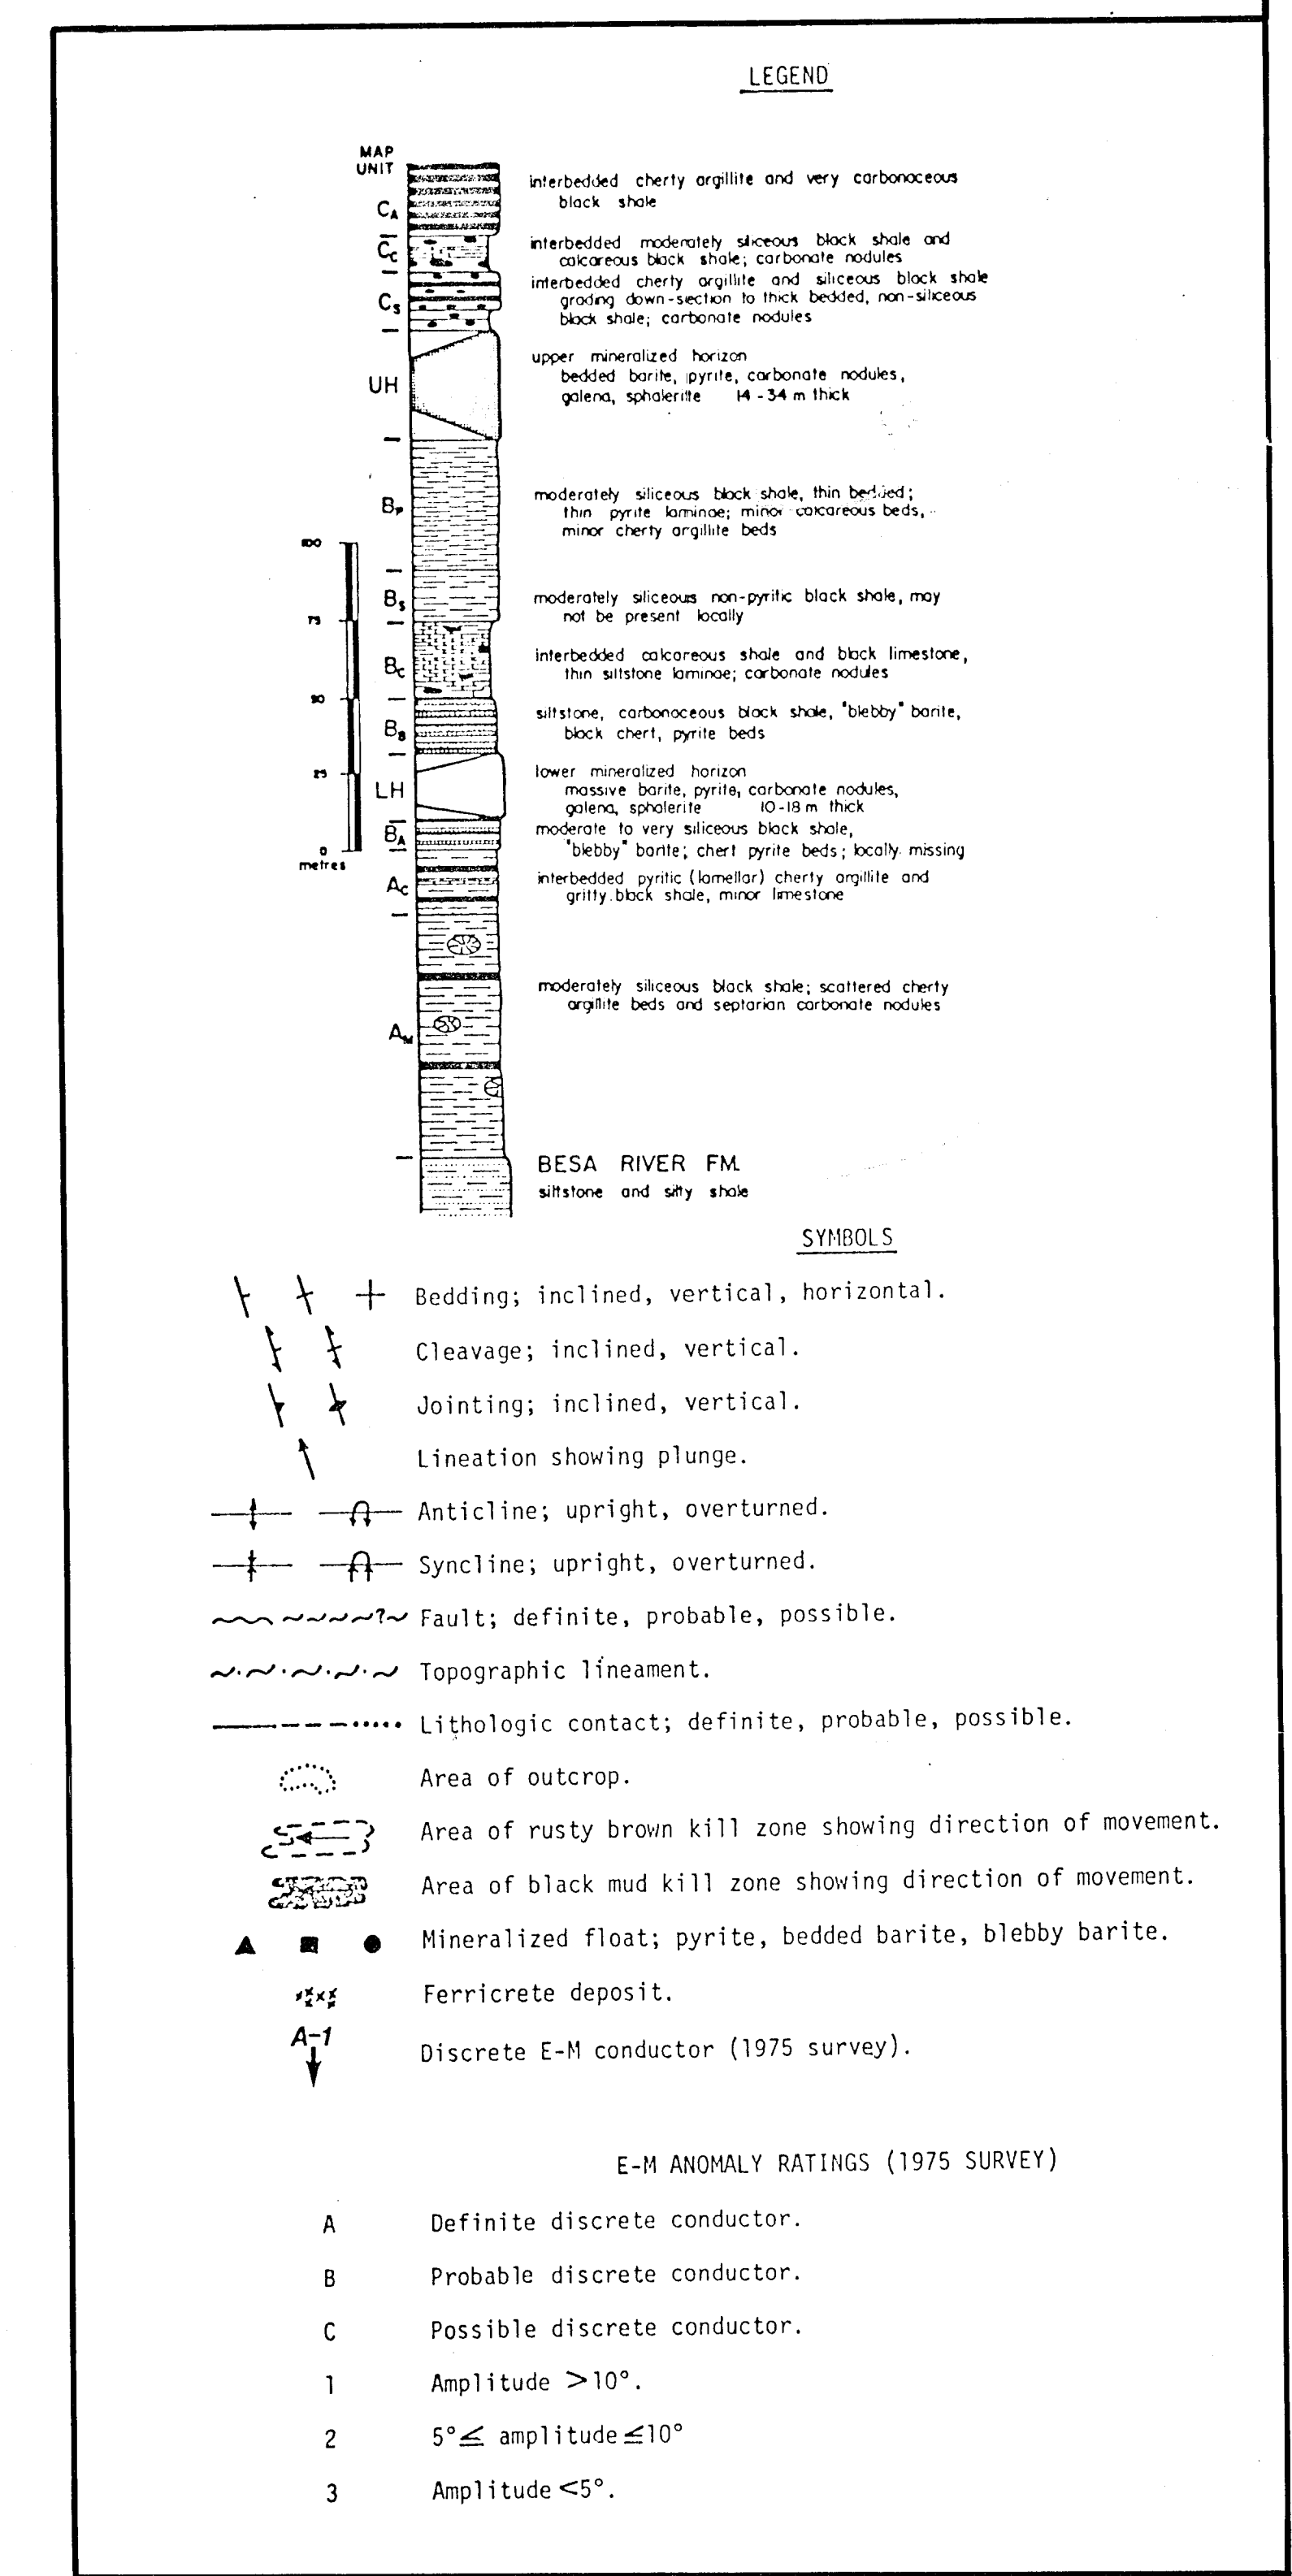 LEGEND
MAP
UNIT
CA
interbedded cherty argillite and very carbonaceous
black shale
CC
interbedded moderately siliceous black shale and
calcareous black shale; carbonate nodules
CS
interbedded cherty argillite and siliceous black shale
grading down-section to thick bedded, non-siliceous
black shale; carbonate nodules
UH
upper mineralized horizon
bedded barite, pyrite, carbonate nodules,
galena, sphalerite 14-34 m thick
BP
moderately siliceous black shale, thin bedded;
thin pyrite laminae; minor calcareous beds,
minor cherty argillite beds
100
BS
moderately siliceous non-pyritic black shale, may
not be present locally
75
BC
interbedded calcareous shale and black limestone,
thin siltstone laminae; carbonate nodules
50
BB
siltstone, carbonaceous black shale, "blebby" barite,
black chert, pyrite beds
25
LH
lower mineralized horizon
massive barite, pyrite, carbonate nodules,
galena, sphalerite 10-18 m thick
BA
moderate to very siliceous black shale,
"blebby" barite; chert pyrite beds; locally missing
0
metres
AC
interbedded pyritic (lamellar) cherty argillite and
gritty black shale, minor limestone
AM
moderately siliceous black shale; scattered cherty
argillite beds and septarian carbonate nodules
BESA RIVER FM.
siltstone and silty shale
SYMBOLS
Bedding; inclined, vertical, horizontal.
Cleavage; inclined, vertical.
Jointing; inclined, vertical.
Lineation showing plunge.
Anticline; upright, overturned.
Syncline; upright, overturned.
? Fault; definite, probable, possible.
Topographic lineament.
Lithologic contact; definite, probable, possible.
Area of outcrop.
Area of rusty brown kill zone showing direction of movement.
Area of black mud kill zone showing direction of movement.
Mineralized float; pyrite, bedded barite, blebby barite.
Ferricrete deposit.
A-1
Discrete E-M conductor (1975 survey).
E-M ANOMALY RATINGS (1975 SURVEY)
A Definite discrete conductor.
B Probable discrete conductor.
C Possible discrete conductor.
1 Amplitude >10°.
2 5°≤ amplitude ≤10°
3 Amplitude <5°.